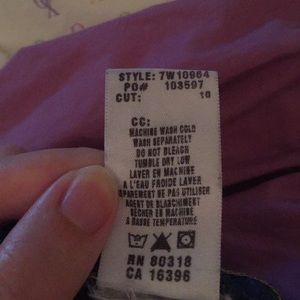 STYLE: 7W10964
PO# 103597
CUT: 10
CC:
MACHINE WASH COLD
WASH SEPARATELY
DO NOT BLEACH
TUMBLE DRY LOW
LAVER EN MACHINE
A L'EAU FROIDE LAVER
SEPAREMENT NE PAS UTILISER
AGENT DE BLANCHIMENT
SECHER EN MACHINE
A BASSE TEMPERATURE
RN 80318
CA 16396